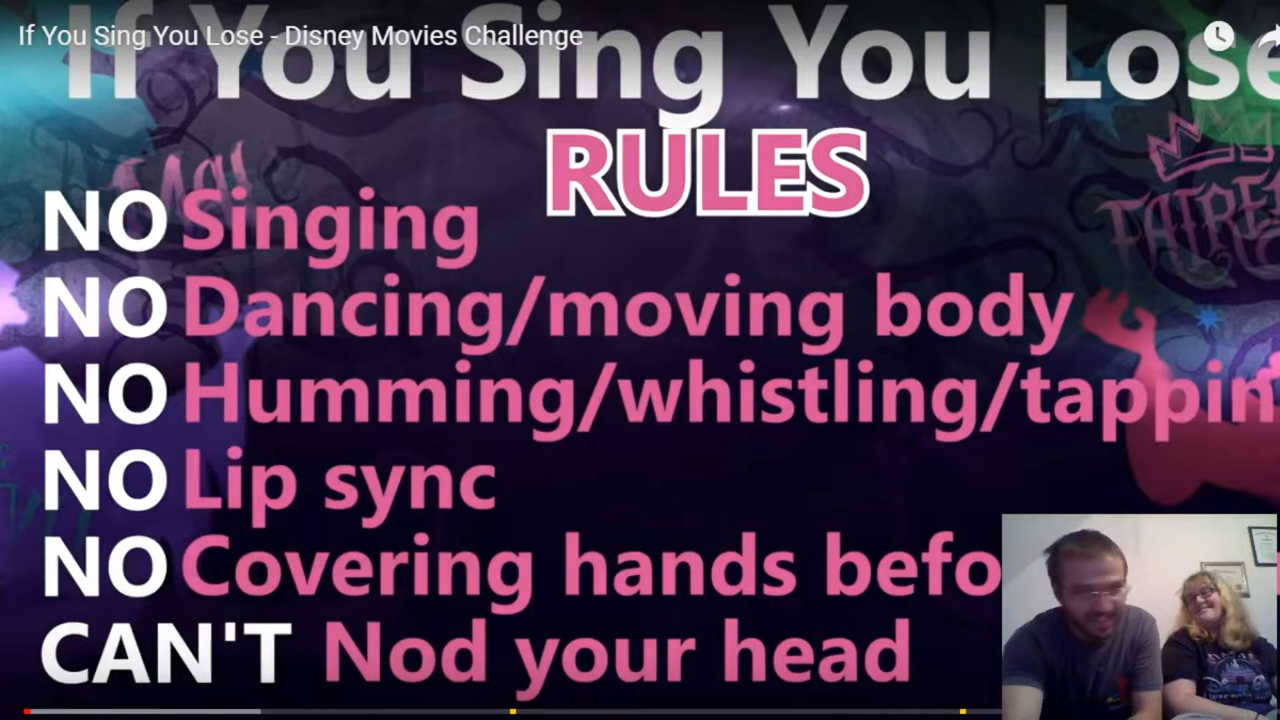 If You Sing You Lose - Disney Movies Challenge
If You Sing You Lose
RULES
NO Singing
NO Dancing/moving body
NO Humming/whistling/tappin
NO Lip sync
NO Covering hands befo
CAN'T Nod your head